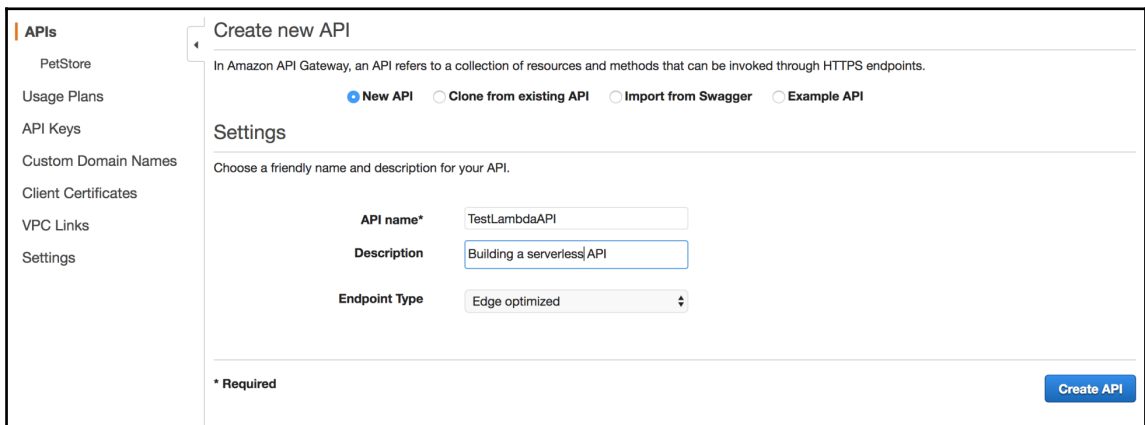 APIs
PetStore
Usage Plans
API Keys
Custom Domain Names
Client Certificates
VPC Links
Settings
Create new API
In Amazon API Gateway, an API refers to a collection of resources and methods that can be invoked through HTTPS endpoints.
New API Clone from existing API Import from Swagger Example API
Settings
Choose a friendly name and description for your API.
API name* TestLambdaAPI
Description Building a serverless API
Endpoint Type Edge optimized
* Required
Create API